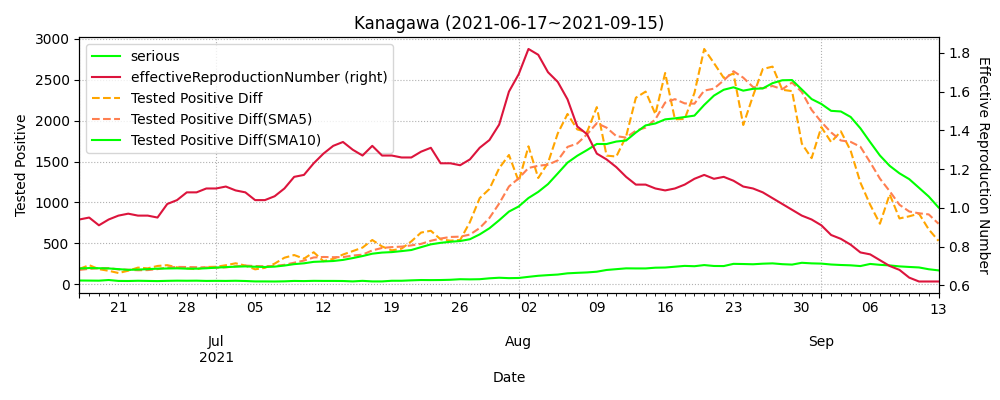 Kanagawa (2021-06-17~2021-09-15)
serious
effectiveReproductionNumber (right)
Tested Positive Diff
Tested Positive Diff(SMA5)
Tested Positive Diff(SMA10)
Tested Positive
3000
2500
2000
1500
1000
500
0
Effective Reproduction Number
1.8
1.6
1.4
1.2
1.0
0.8
0.6
21 28 05 12 19 26 02 09 16 23 30 06 13
Jul Aug Sep
2021
Date